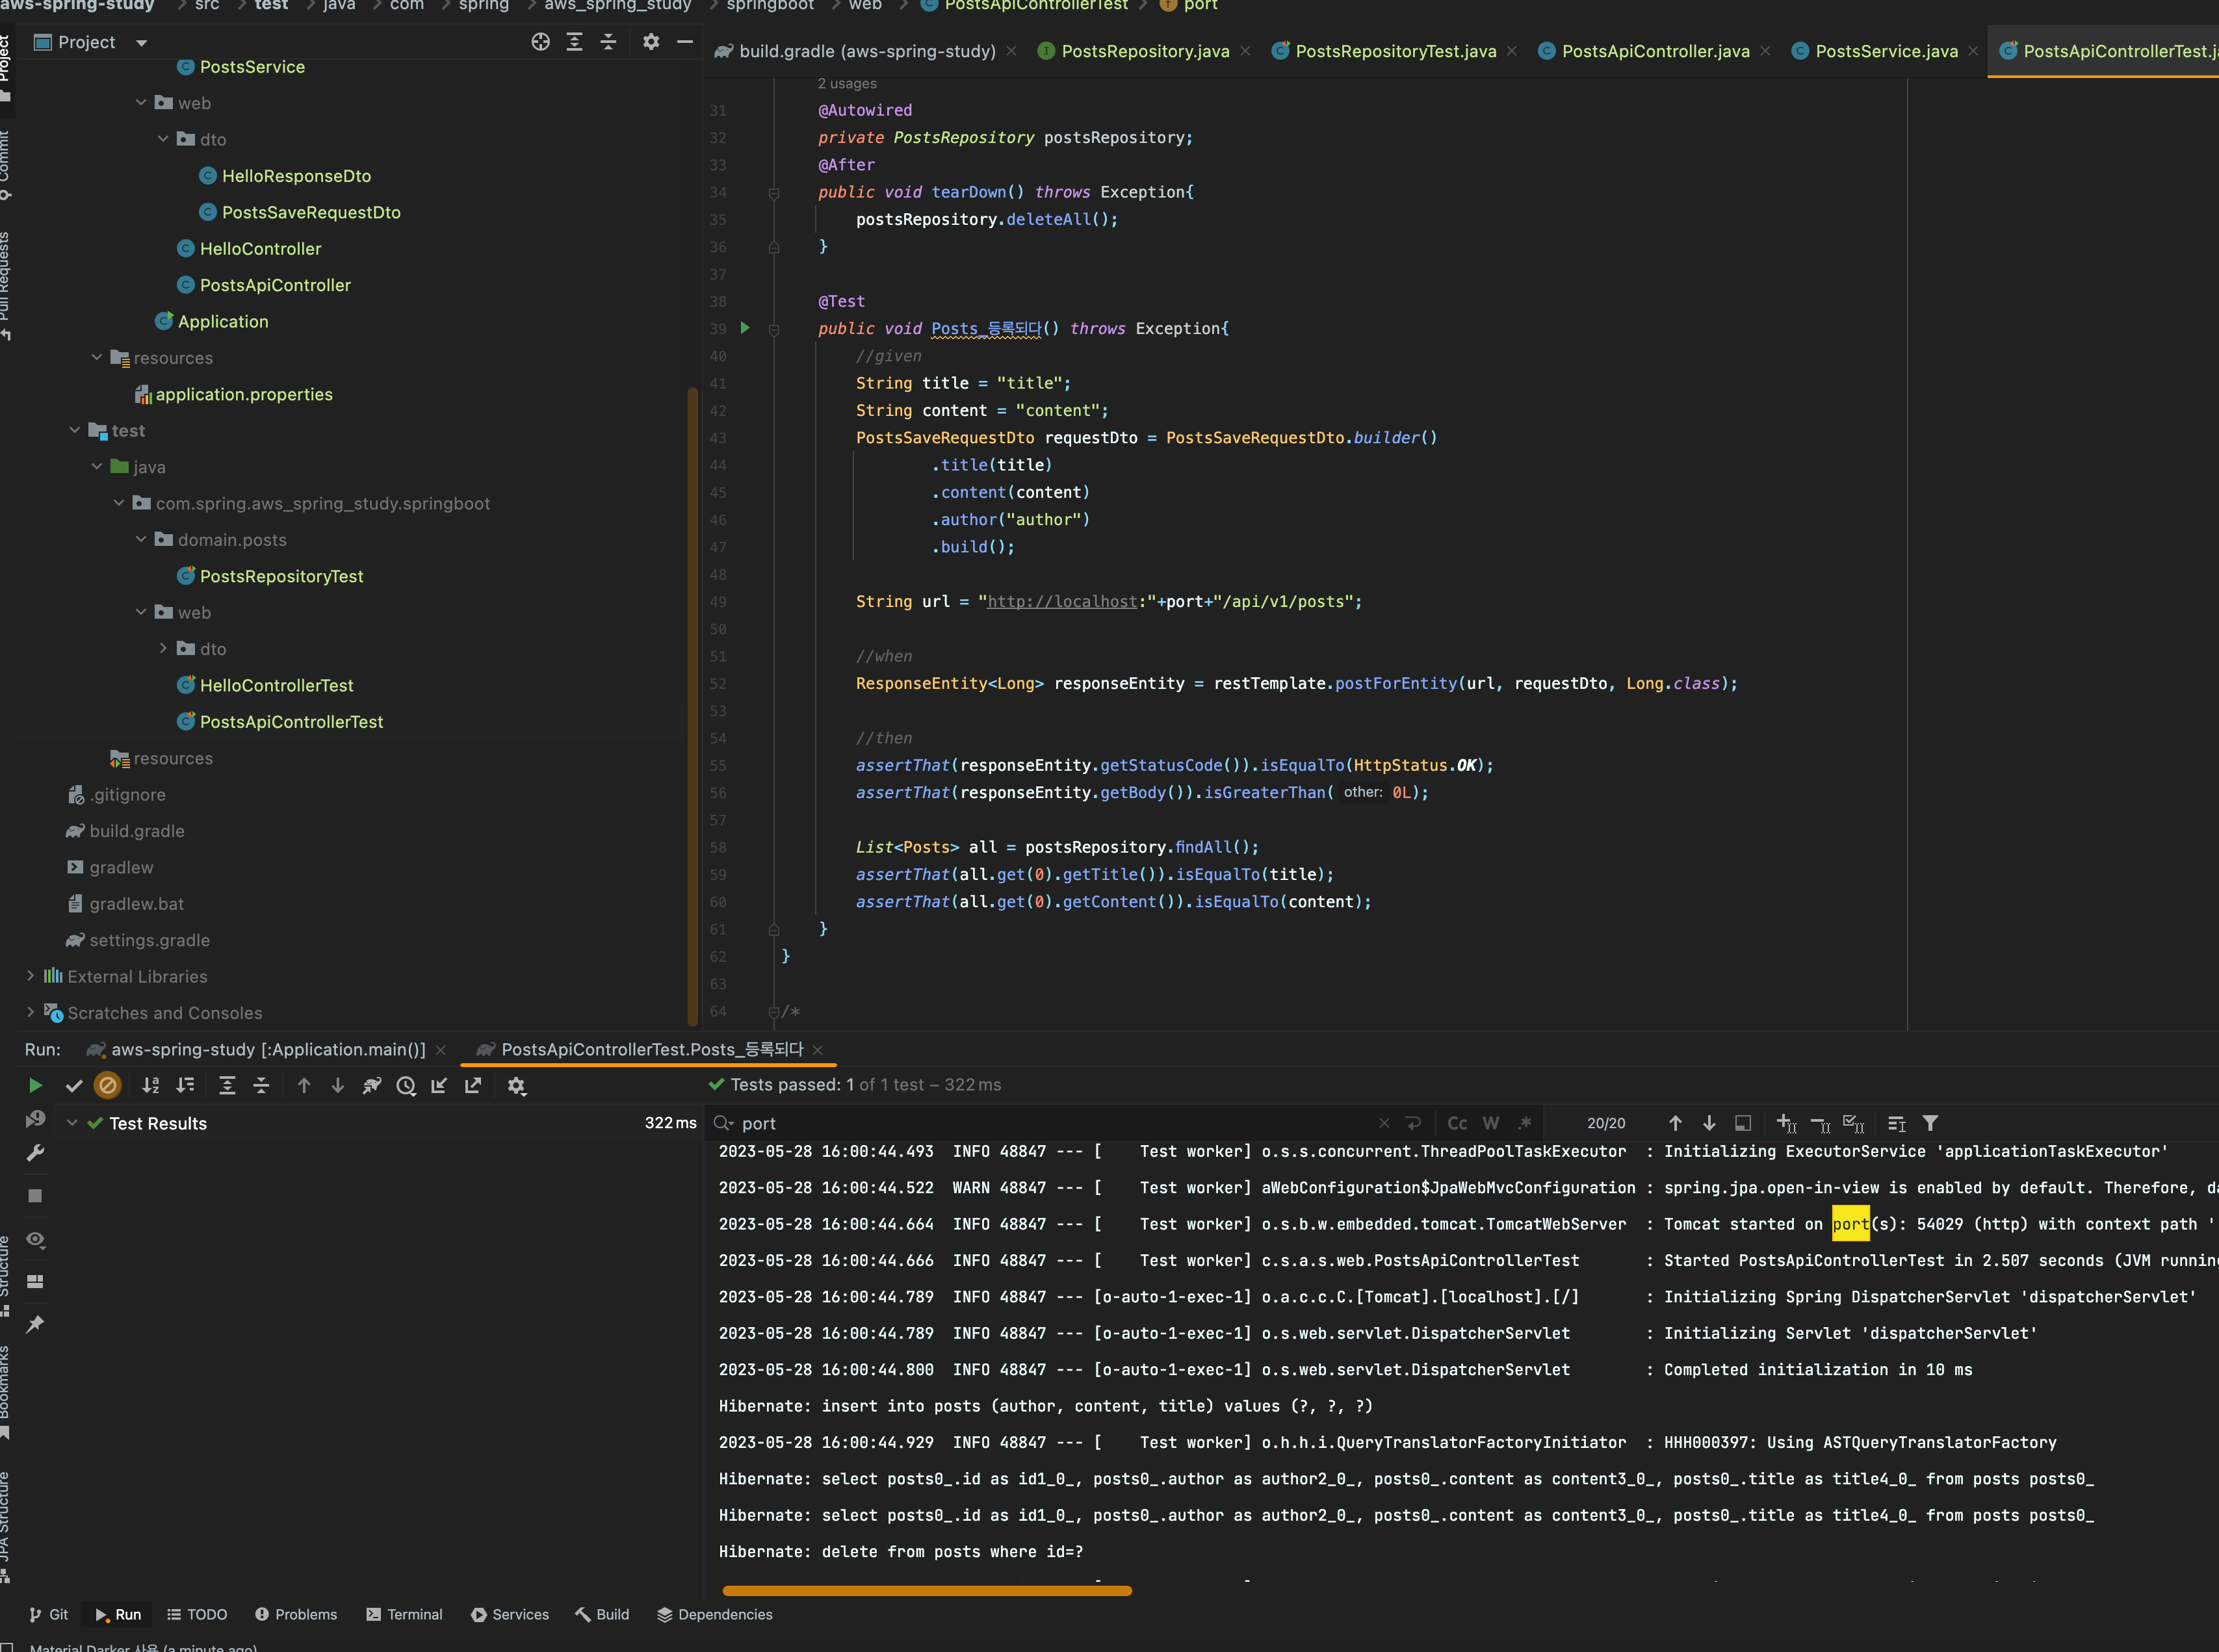 aws-spring-study src test java com spring aws_spring_study springboot web PostsApiControllerTest port
Project
build.gradle (aws-spring-study) PostsRepository.java PostsRepositoryTest.java PostsApiController.java PostsService.java PostsApiControllerTest.j
Project
Commit
Pull Requests
Structure
Bookmarks
JPA Structure
PostsService
web
dto
HelloResponseDto
PostsSaveRequestDto
HelloController
PostsApiController
Application
resources
application.properties
test
java
com.spring.aws_spring_study.springboot
domain.posts
PostsRepositoryTest
web
dto
HelloControllerTest
PostsApiControllerTest
resources
.gitignore
build.gradle
gradlew
gradlew.bat
settings.gradle
External Libraries
Scratches and Consoles
2 usages
31 @Autowired
32 private PostsRepository postsRepository;
33 @After
34 public void tearDown() throws Exception{
35 postsRepository.deleteAll();
36 }
37
38 @Test
39 public void Posts_등록되다() throws Exception{
40 //given
41 String title = "title";
42 String content = "content";
43 PostsSaveRequestDto requestDto = PostsSaveRequestDto.builder()
44 .title(title)
45 .content(content)
46 .author("author")
47 .build();
48
49 String url = "http://localhost:"+port+"/api/v1/posts";
50
51 //when
52 ResponseEntity<Long> responseEntity = restTemplate.postForEntity(url, requestDto, Long.class);
53
54 //then
55 assertThat(responseEntity.getStatusCode()).isEqualTo(HttpStatus.OK);
56 assertThat(responseEntity.getBody()).isGreaterThan( other: 0L);
57
58 List<Posts> all = postsRepository.findAll();
59 assertThat(all.get(0).getTitle()).isEqualTo(title);
60 assertThat(all.get(0).getContent()).isEqualTo(content);
61 }
62 }
63
64 /*
Run: aws-spring-study [:Application.main()] PostsApiControllerTest.Posts_등록되다
Tests passed: 1 of 1 test – 322 ms
Test Results 322 ms
port Cc W .* 20/20
2023-05-28 16:00:44.493  INFO 48847 --- [    Test worker] o.s.s.concurrent.ThreadPoolTaskExecutor  : Initializing ExecutorService 'applicationTaskExecutor'
2023-05-28 16:00:44.522  WARN 48847 --- [    Test worker] aWebConfiguration$JpaWebMvcConfiguration : spring.jpa.open-in-view is enabled by default. Therefore, da
2023-05-28 16:00:44.664  INFO 48847 --- [    Test worker] o.s.b.w.embedded.tomcat.TomcatWebServer  : Tomcat started on port(s): 54029 (http) with context path '
2023-05-28 16:00:44.666  INFO 48847 --- [    Test worker] c.s.a.s.web.PostsApiControllerTest       : Started PostsApiControllerTest in 2.507 seconds (JVM running
2023-05-28 16:00:44.789  INFO 48847 --- [o-auto-1-exec-1] o.a.c.c.C.[Tomcat].[localhost].[/]       : Initializing Spring DispatcherServlet 'dispatcherServlet'
2023-05-28 16:00:44.789  INFO 48847 --- [o-auto-1-exec-1] o.s.web.servlet.DispatcherServlet        : Initializing Servlet 'dispatcherServlet'
2023-05-28 16:00:44.800  INFO 48847 --- [o-auto-1-exec-1] o.s.web.servlet.DispatcherServlet        : Completed initialization in 10 ms
Hibernate: insert into posts (author, content, title) values (?, ?, ?)
2023-05-28 16:00:44.929  INFO 48847 --- [    Test worker] o.h.h.i.QueryTranslatorFactoryInitiator  : HHH000397: Using ASTQueryTranslatorFactory
Hibernate: select posts0_.id as id1_0_, posts0_.author as author2_0_, posts0_.content as content3_0_, posts0_.title as title4_0_ from posts posts0_
Hibernate: select posts0_.id as id1_0_, posts0_.author as author2_0_, posts0_.content as content3_0_, posts0_.title as title4_0_ from posts posts0_
Hibernate: delete from posts where id=?
Git Run TODO Problems Terminal Services Build Dependencies
Material Darker 사용 (a minute ago)